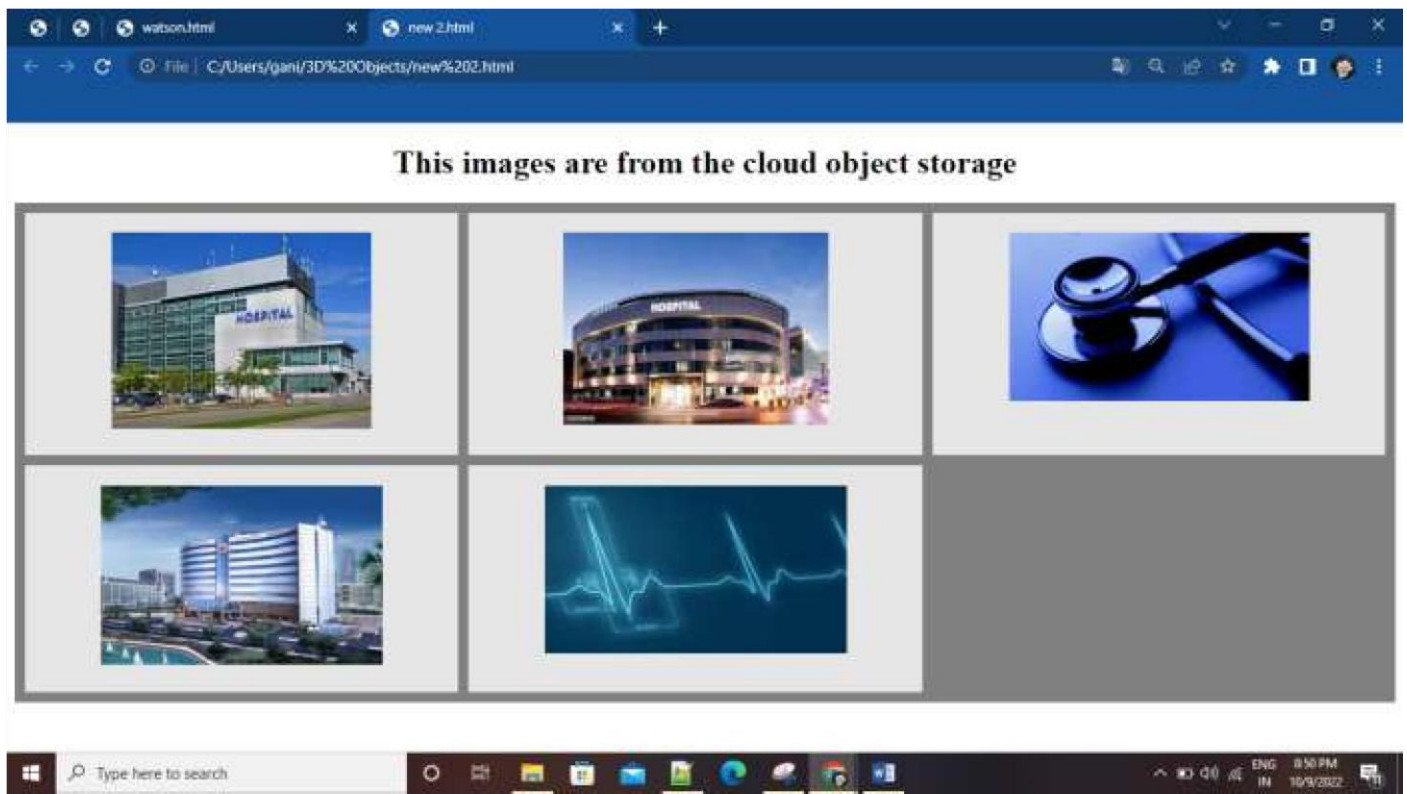 watson.html
new 2.html
File | C:/Users/gani/3D%20Objects/new%202.html
This images are from the cloud object storage
HOSPITAL
HOSPITAL
Type here to search
ENG
IN
8:50 PM
10/9/2022